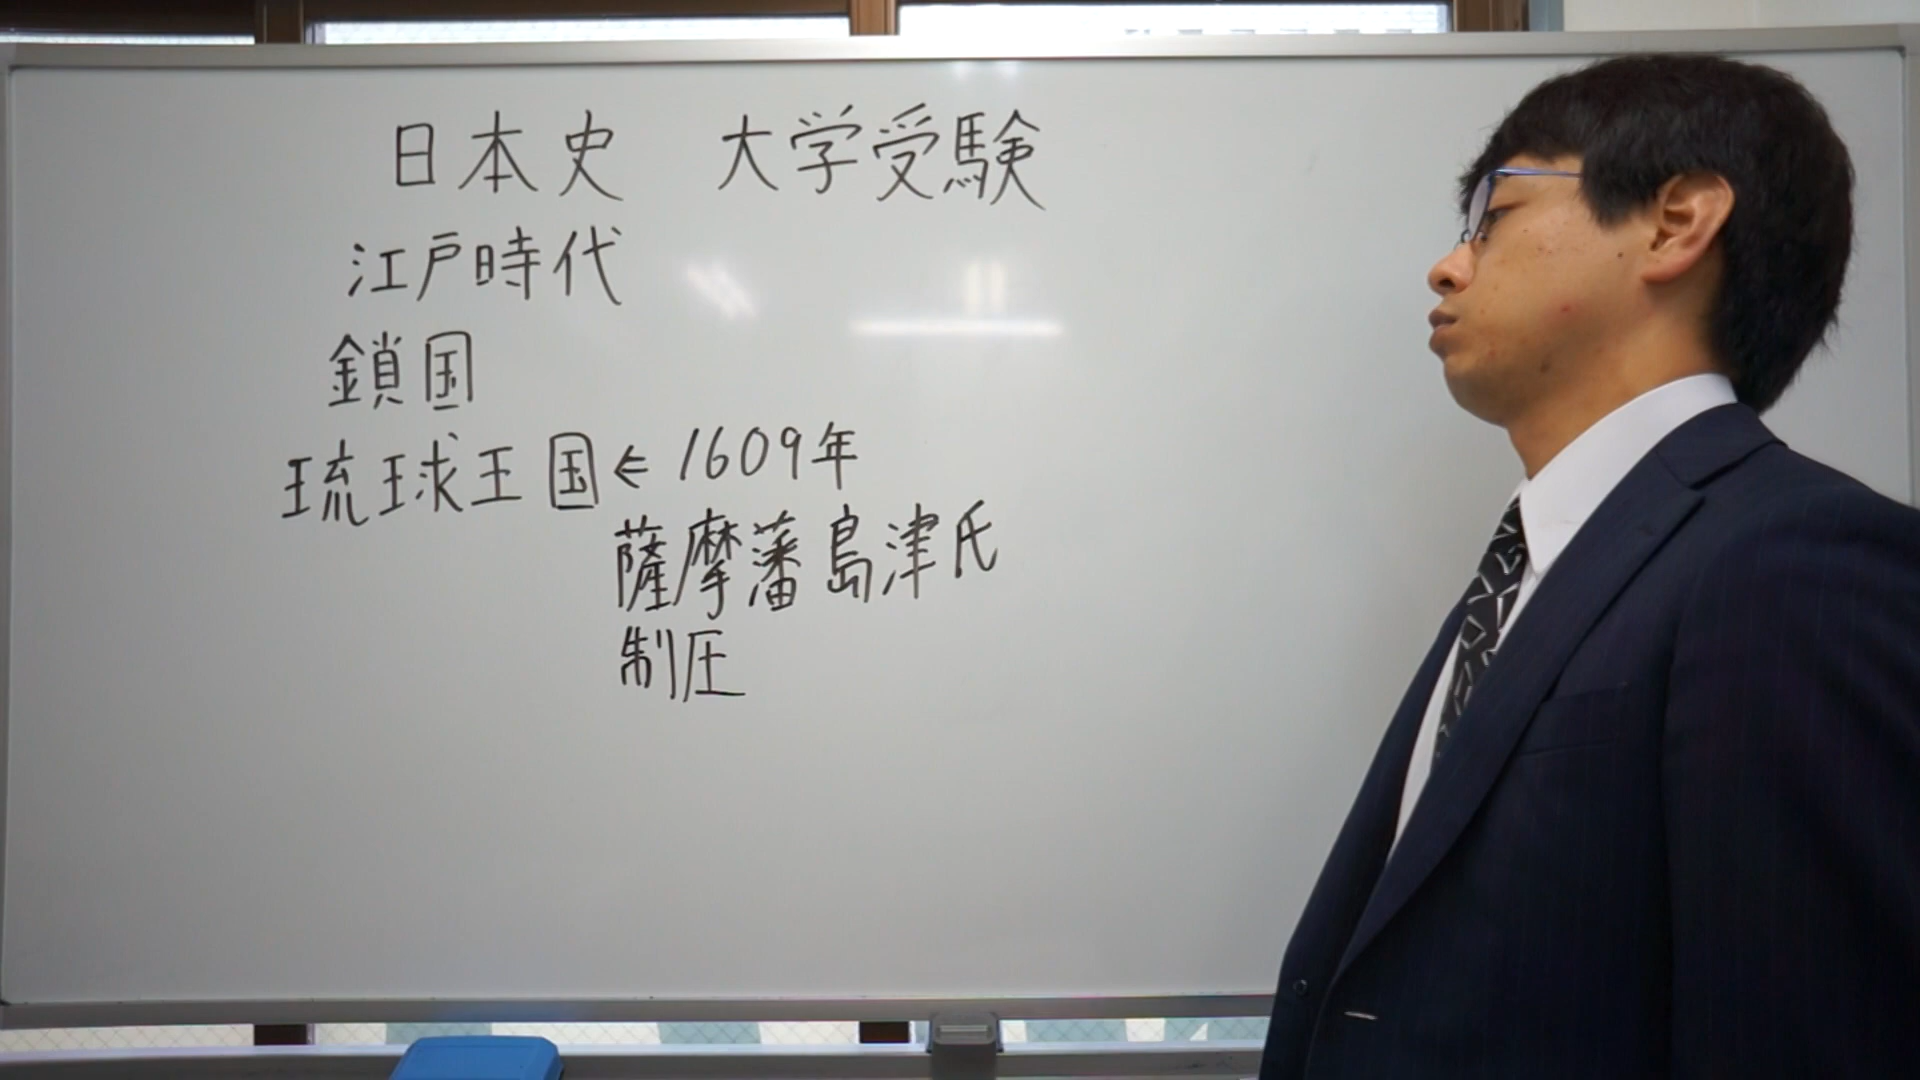 日本史 大学受験
江戸時代
鎖国
琉球王国⇐1609年
薩摩藩島津氏
制圧